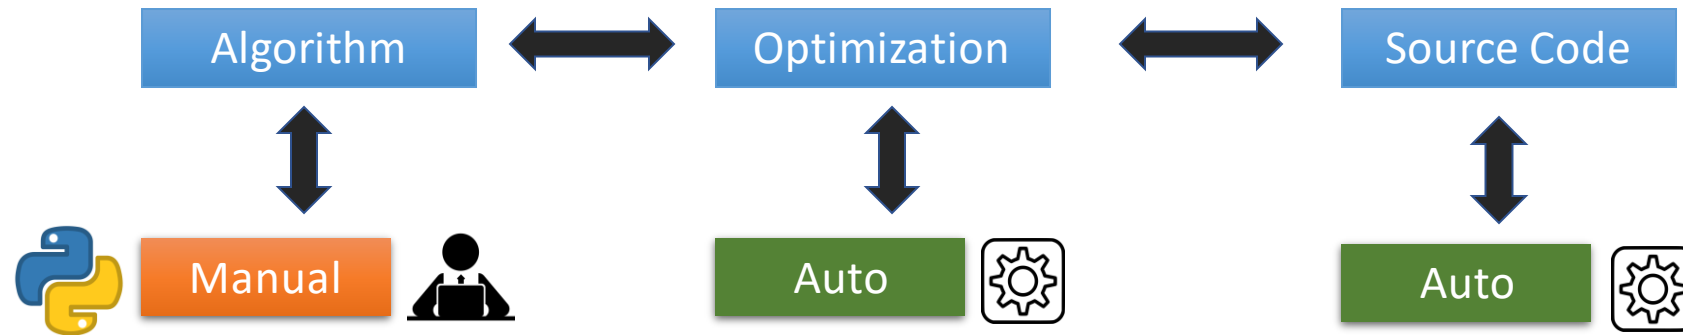 Algorithm
Optimization
Source Code
Manual
Auto
Auto